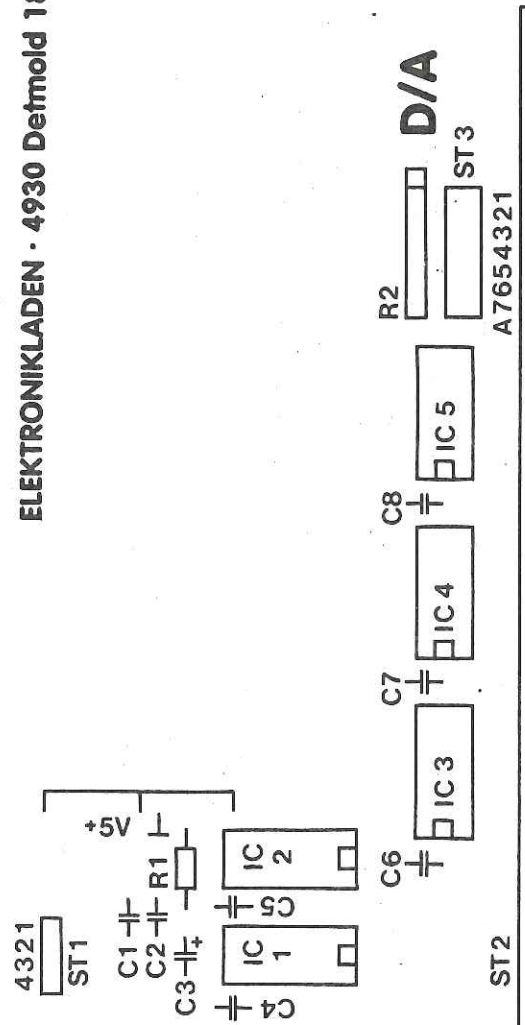 ELEKTRONIKLADEN · 4930 Detmold 18
D/A
4321
ST1
+5V
C1
C2
R1
C3
+
C4
IC 1
C5
IC 2
C6
IC 3
C7
IC 4
C8
IC 5
R2
ST3
A7654321
ST2